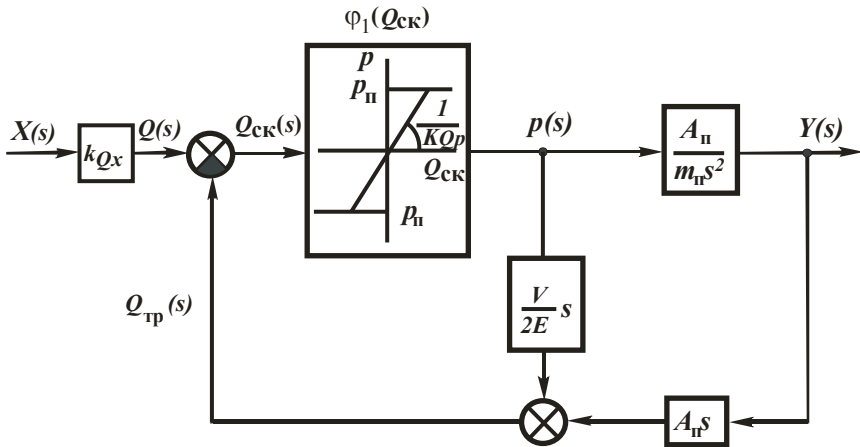 φ₁(Qск)
p
pп
1
KQp
Qск
pп
X(s)
kQx
Q(s)
Qск(s)
p(s)
Aп
mпs²
Y(s)
V
2E
s
Qтр(s)
Aпs